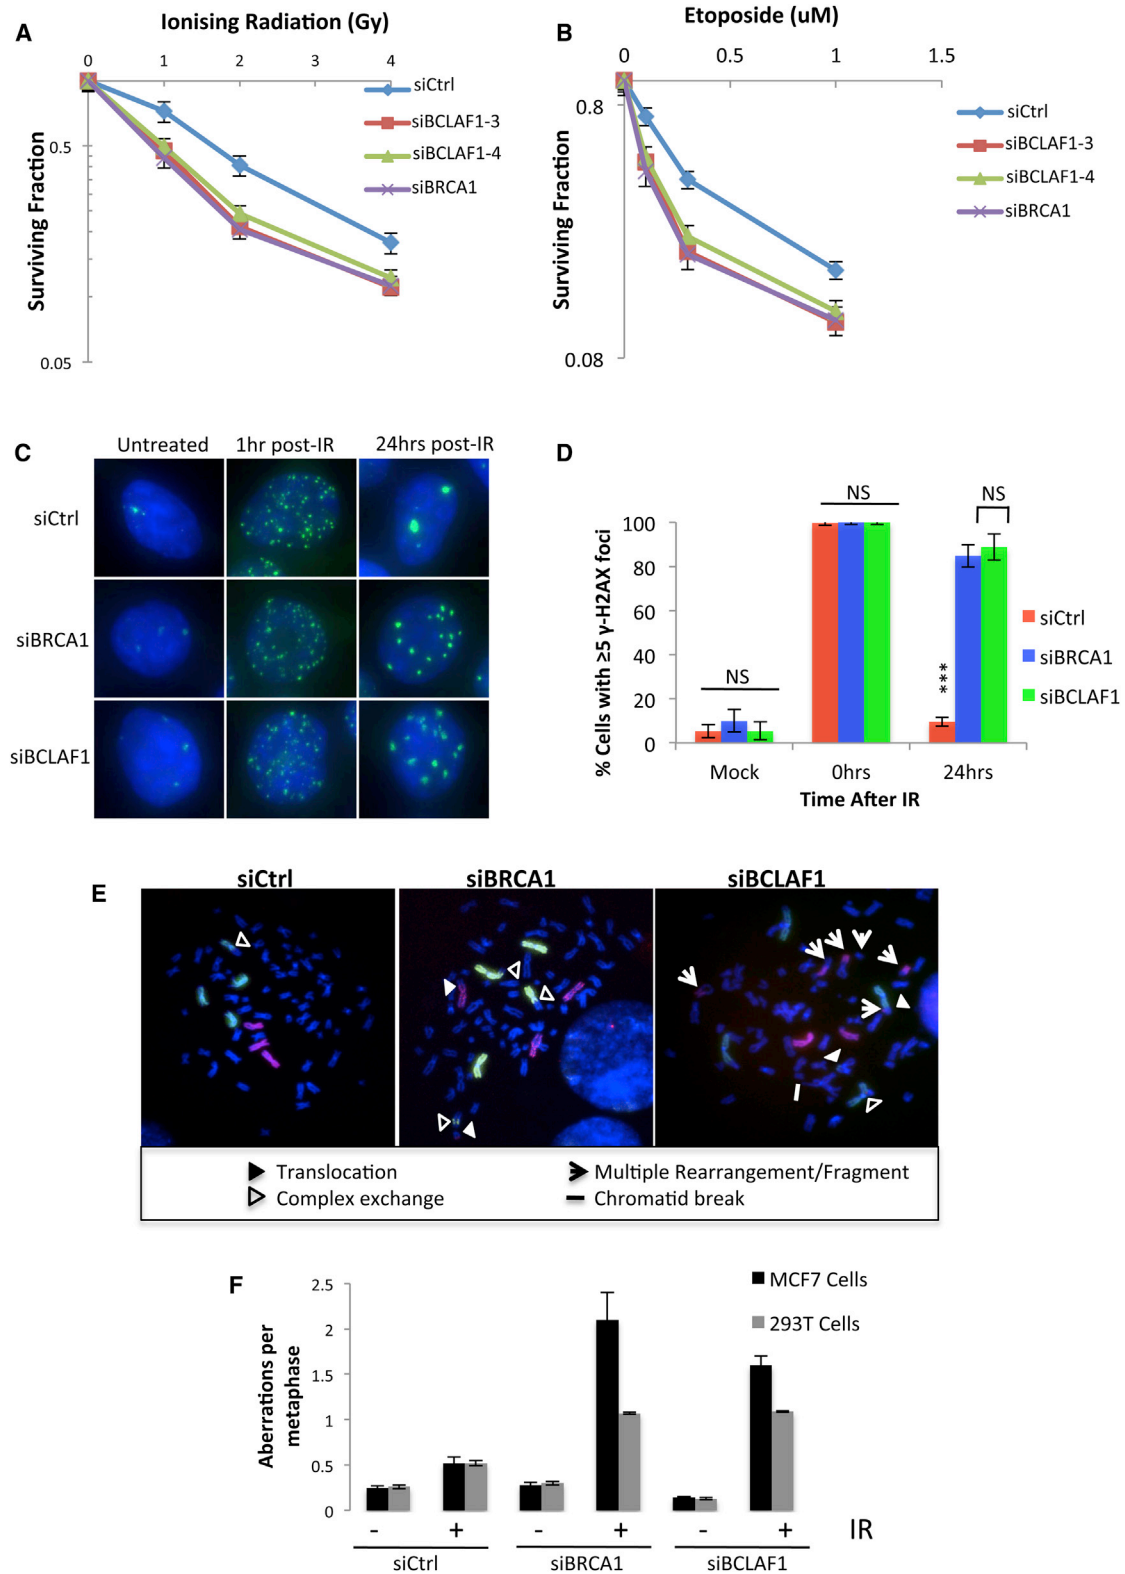 A
Ionising Radiation (Gy)
0 1 2 3 4
0.5
0.05
Surviving Fraction
siCtrl
siBCLAF1-3
siBCLAF1-4
siBRCA1
B
Etoposide (uM)
0 0.5 1 1.5
0.8
0.08
Surviving Fraction
siCtrl
siBCLAF1-3
siBCLAF1-4
siBRCA1
C
Untreated 1hr post-IR 24hrs post-IR
siCtrl
siBRCA1
siBCLAF1
D
% Cells with ≥5 γ-H2AX foci
100
80
60
40
20
0
NS
NS
NS
***
Mock 0hrs 24hrs
Time After IR
siCtrl
siBRCA1
siBCLAF1
E
siCtrl siBRCA1 siBCLAF1
Translocation
Complex exchange
Multiple Rearrangement/Fragment
Chromatid break
F
Aberrations per
metaphase
2.5
2
1.5
1
0.5
0
MCF7 Cells
293T Cells
- + - + - + IR
siCtrl siBRCA1 siBCLAF1